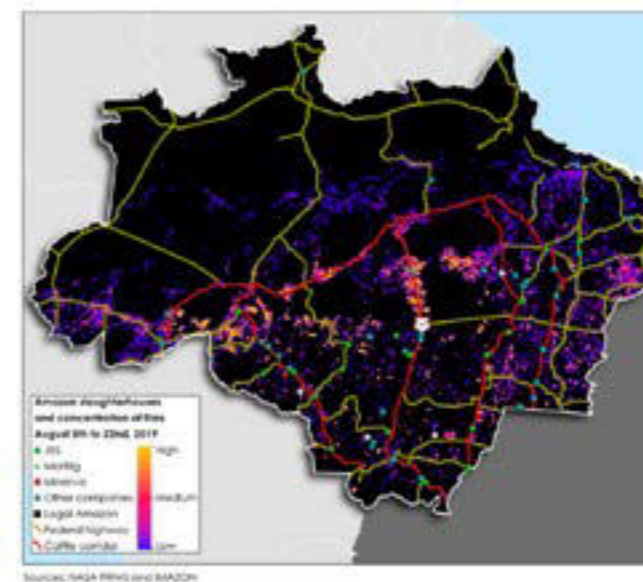 Amazon slaughterhouses
and concentration of fires
August 8th to 22nd, 2019
JBS
High
Marfrig
Minerva
Other companies
Medium
Legal Amazon
Federal highway
Cattle corridor
Low
Sources: NASA FIRMS and IMAZON